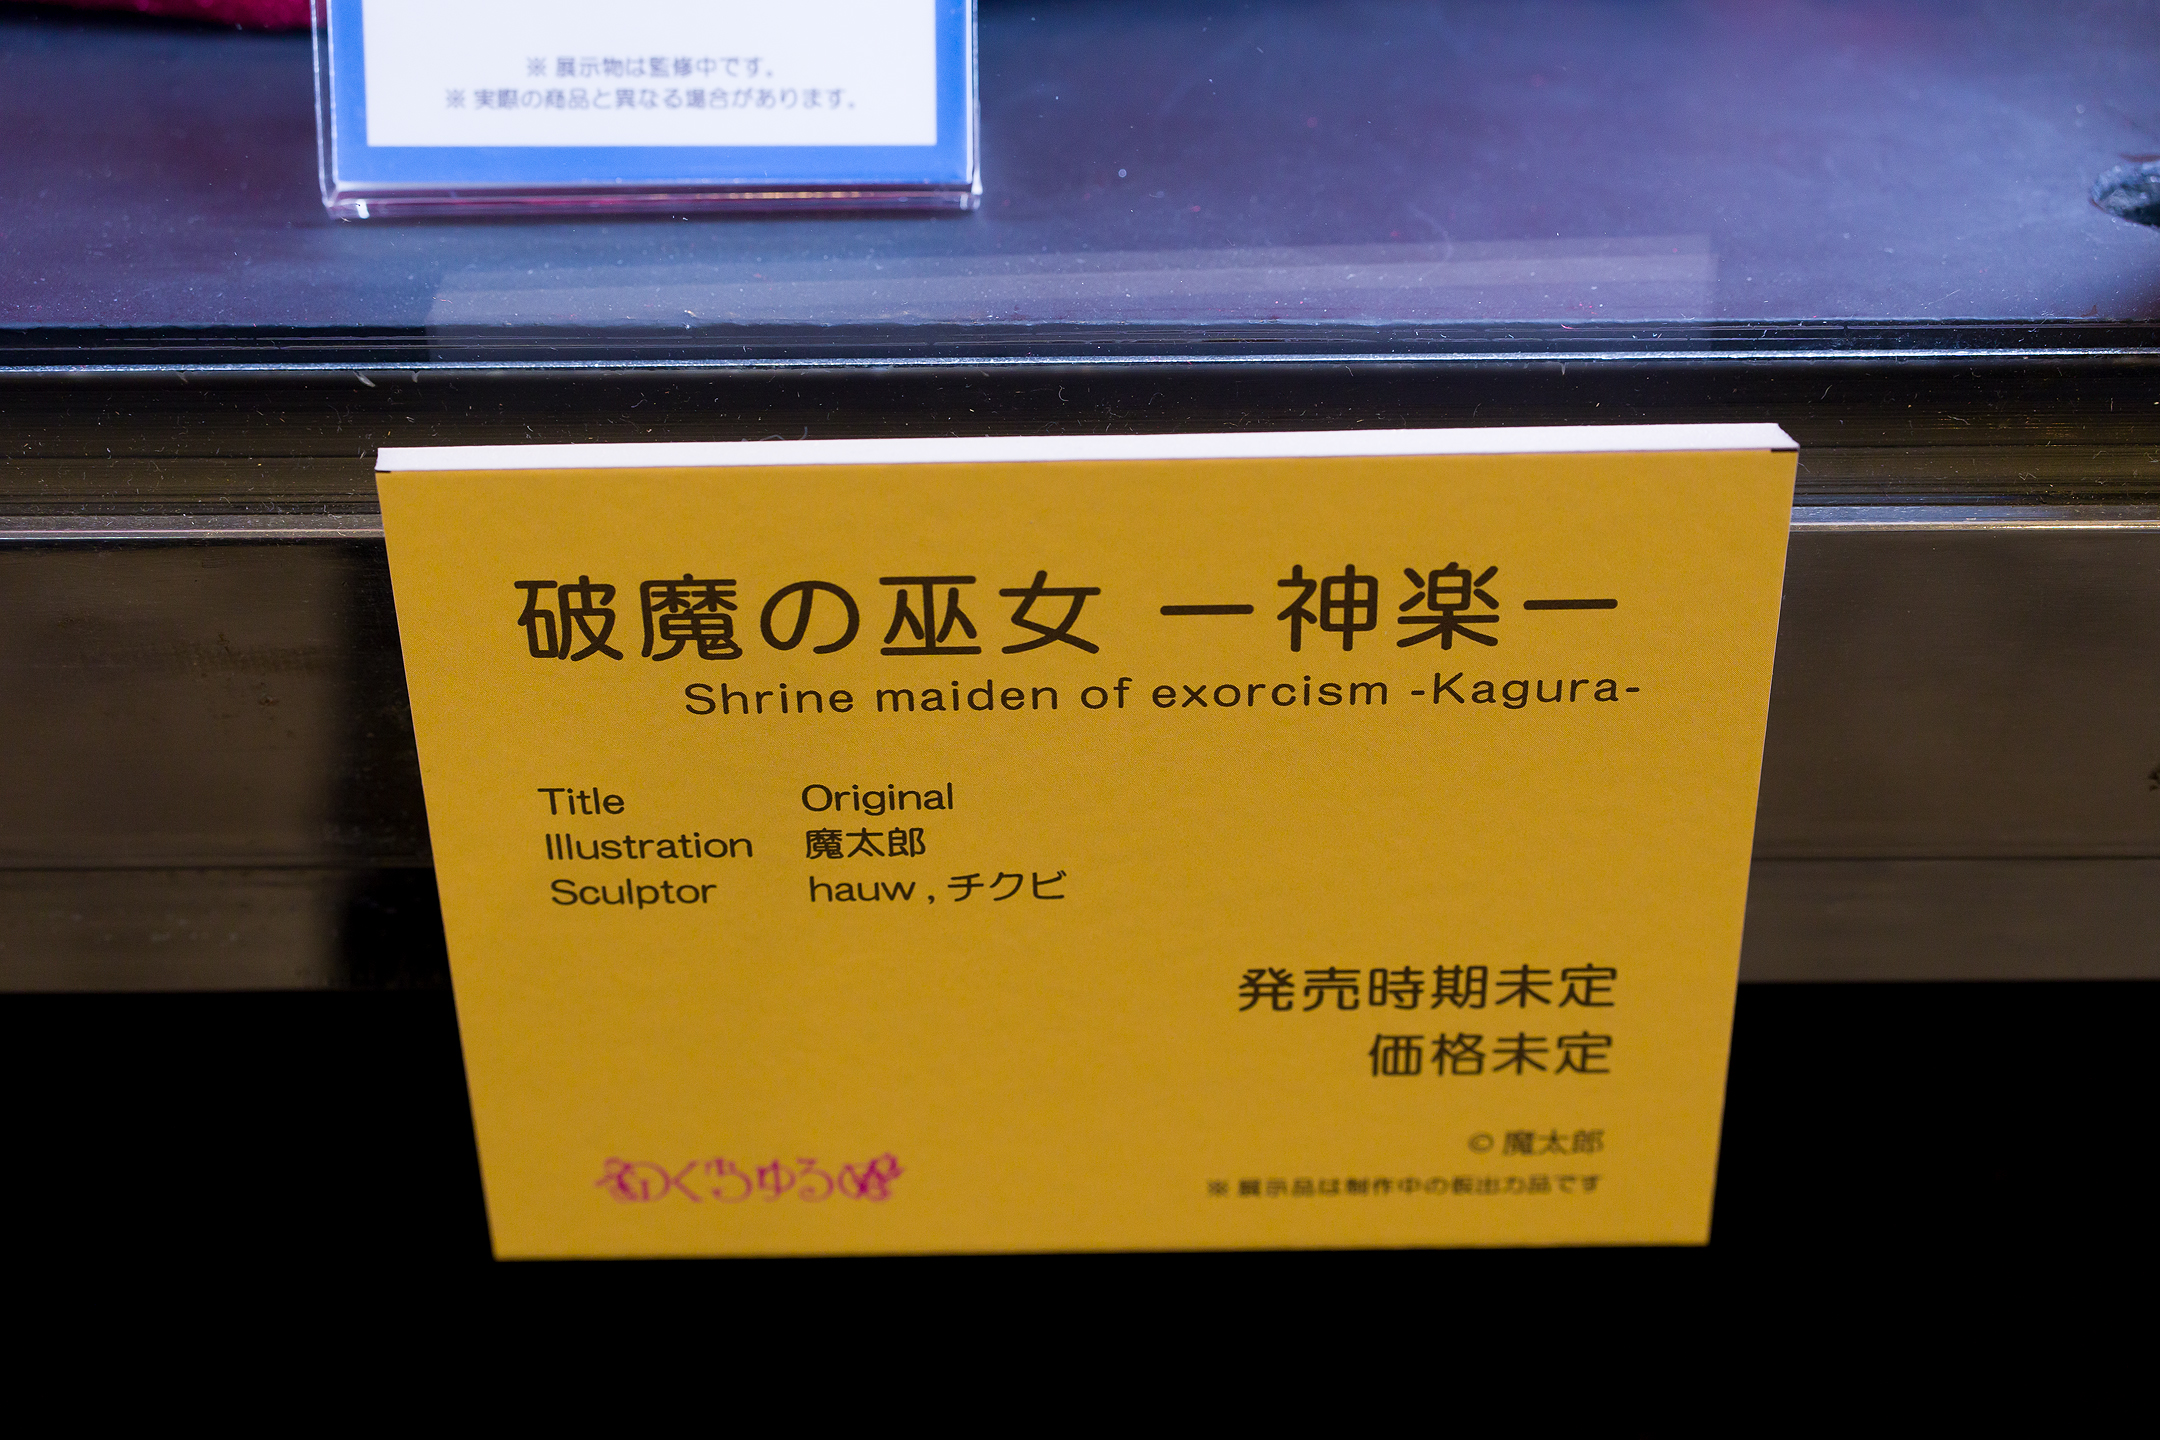 ※ 展示物は監修中です。
※ 実際の商品と異なる場合があります。
破魔の巫女 ー神楽ー
Shrine maiden of exorcism -Kagura-
Title Original
Illustration 魔太郎
Sculptor hauw , チクビ
発売時期未定
価格未定
© 魔太郎
※ 展示品は制作中の仮出力品です